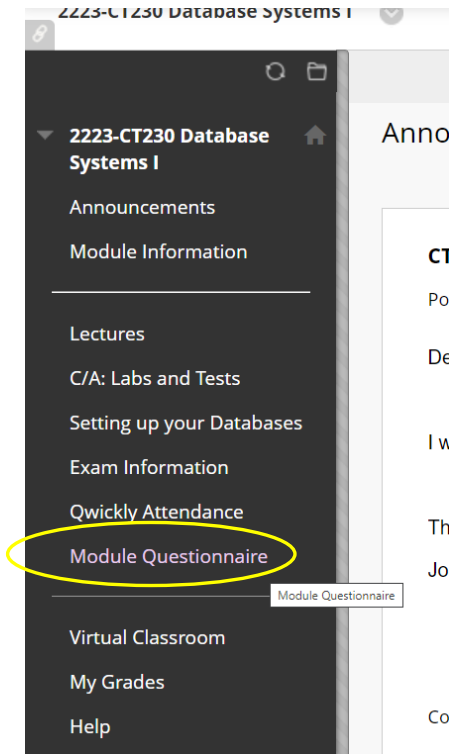 2223-CT230 Database Systems I
2223-CT230 Database
Systems I
Announcements
Module Information
Lectures
C/A: Labs and Tests
Setting up your Databases
Exam Information
Qwickly Attendance
Module Questionnaire
Module Questionnaire
Virtual Classroom
My Grades
Help
Anno
CT
Po
De
I w
Th
Jo
Co